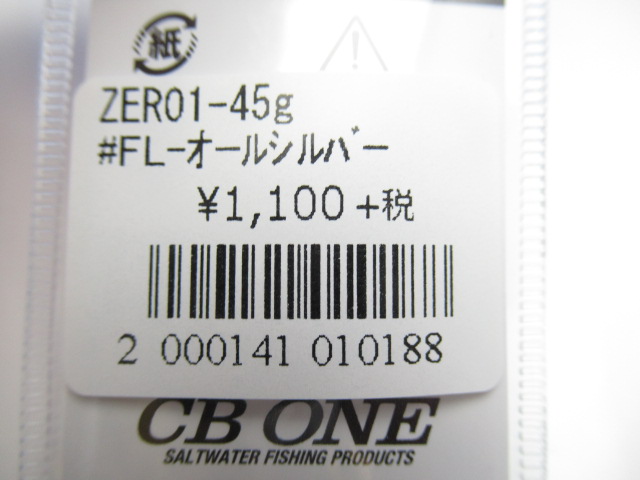 紙
ZERO1-45g
#FL-オールシルバー
¥1,100+税
2 000141 010188
CB ONE
SALTWATER FISHING PRODUCTS